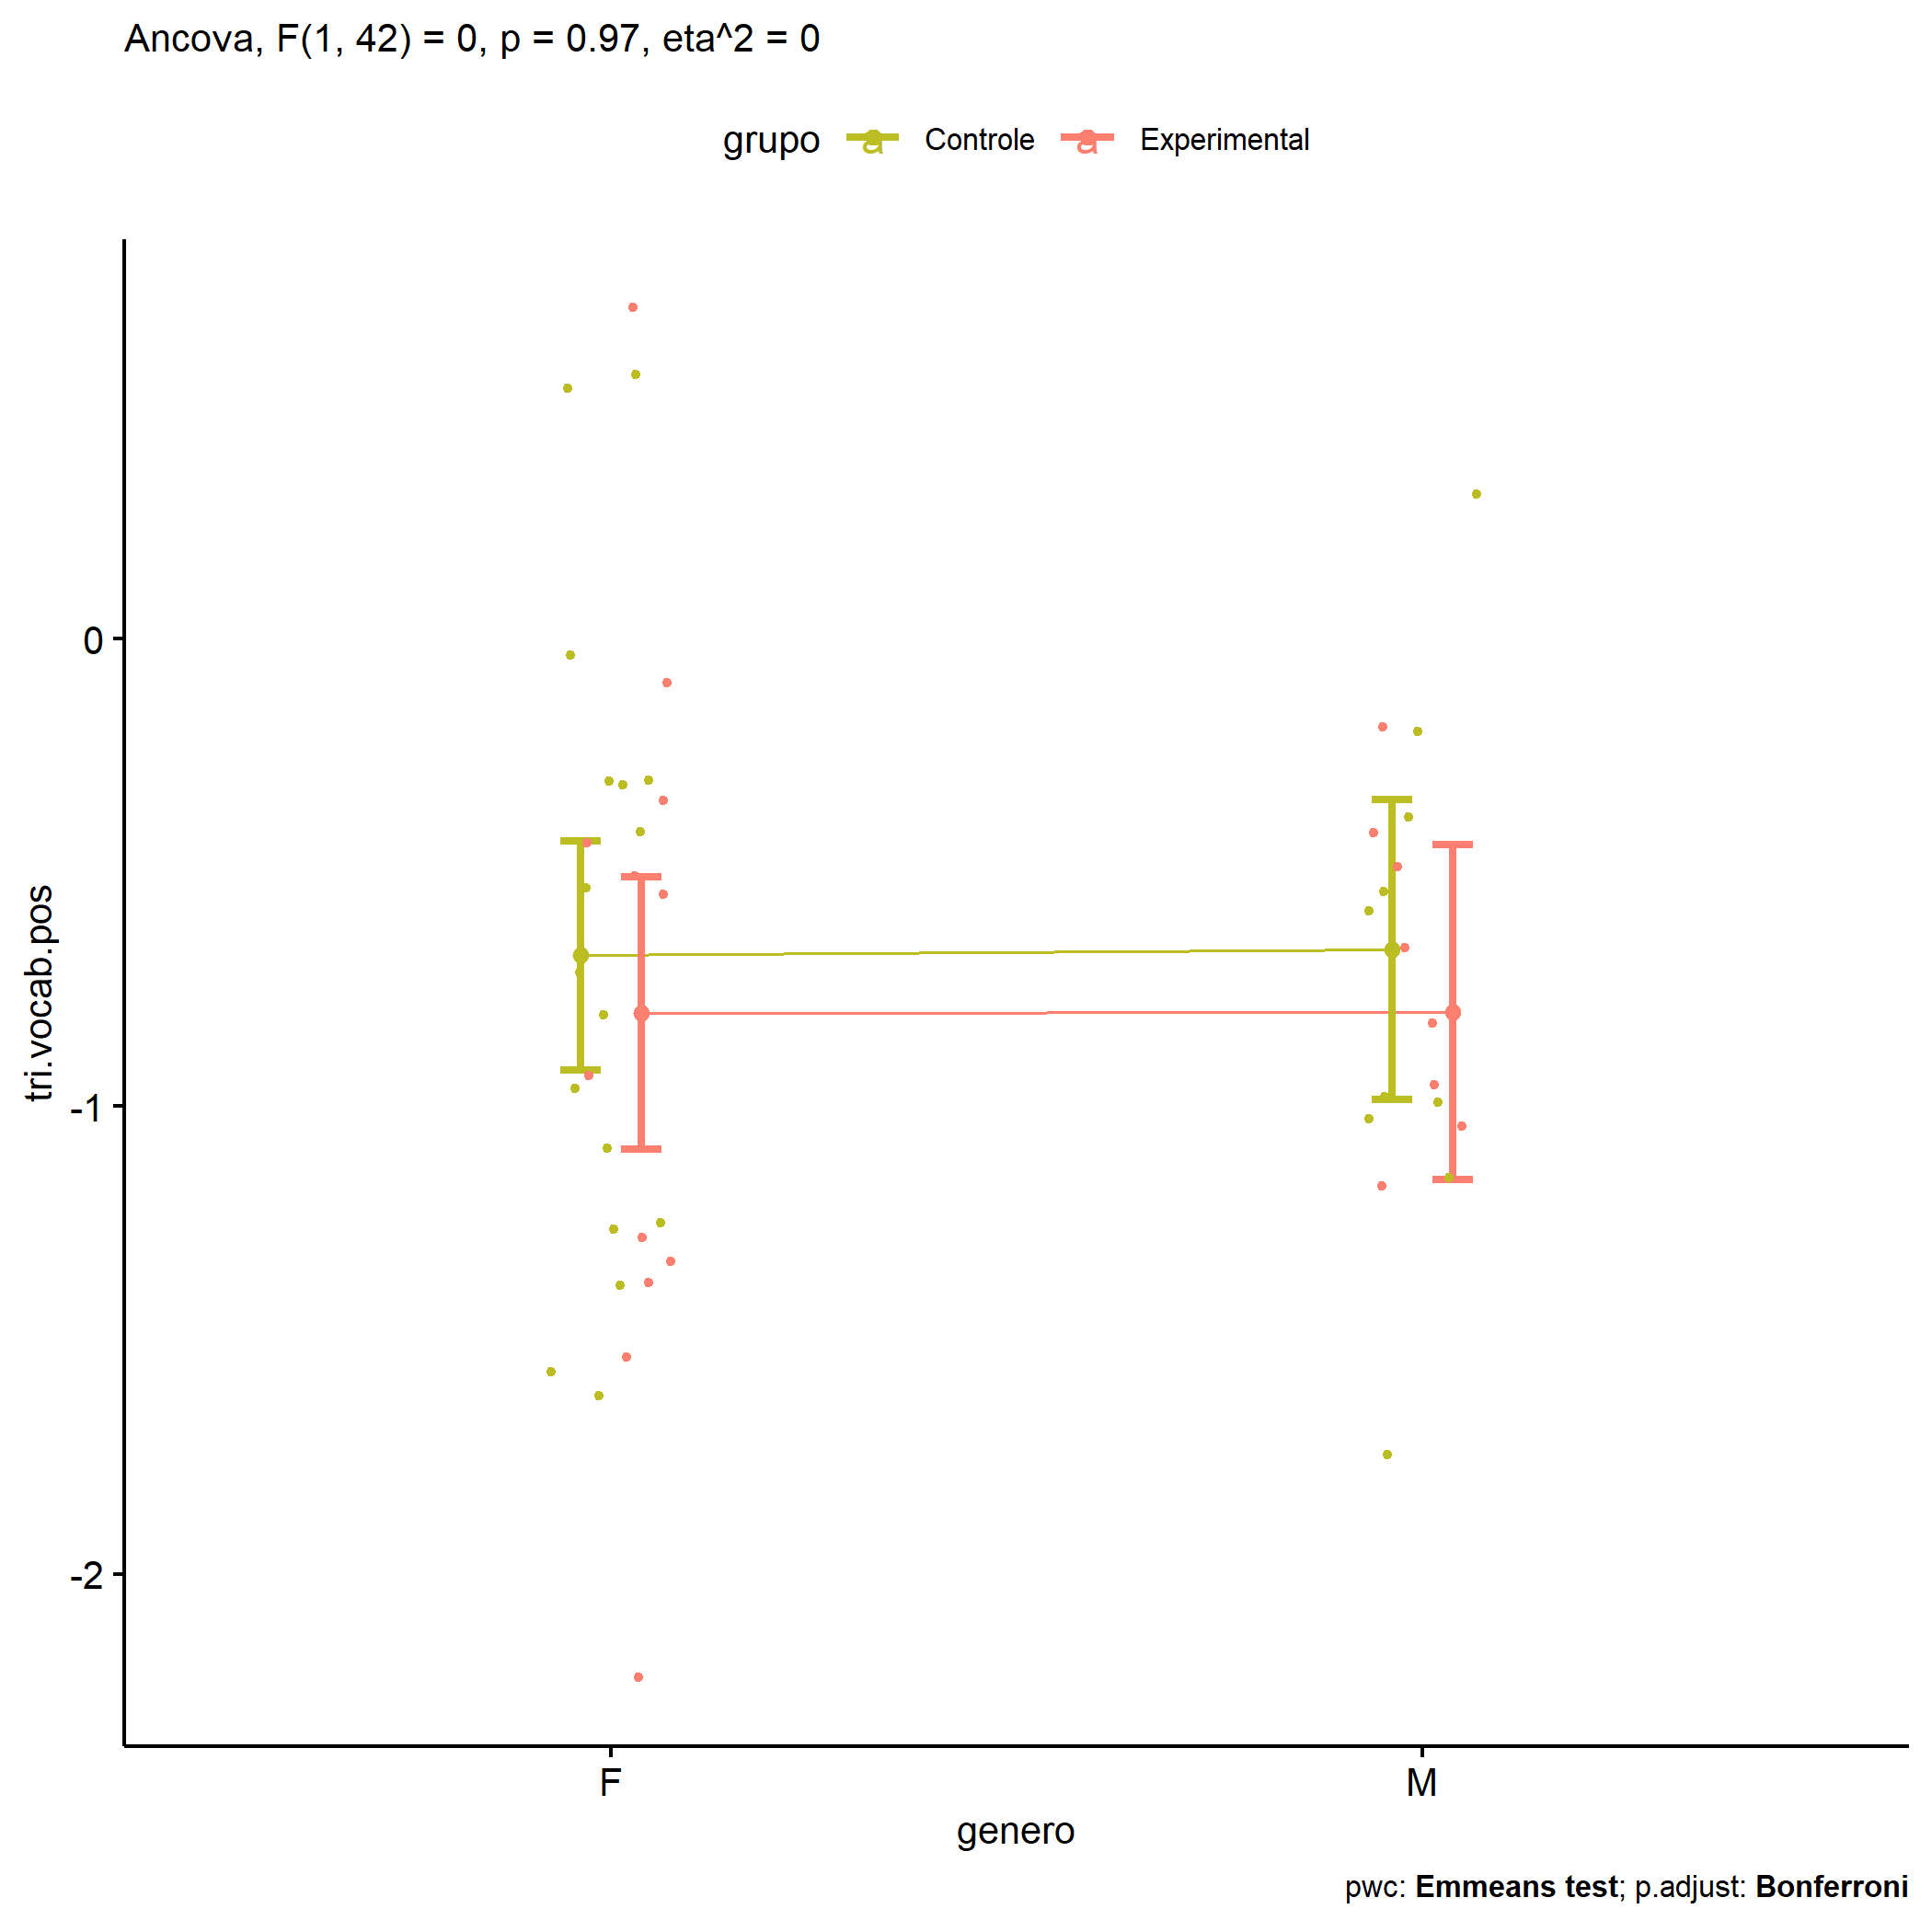 Ancova, F(1, 42) = 0, p = 0.97, eta^2 = 0
grupo a Controle a Experimental
0
-1
-2
tri.vocab.pos
F M
genero
pwc: Emmeans test; p.adjust: Bonferroni